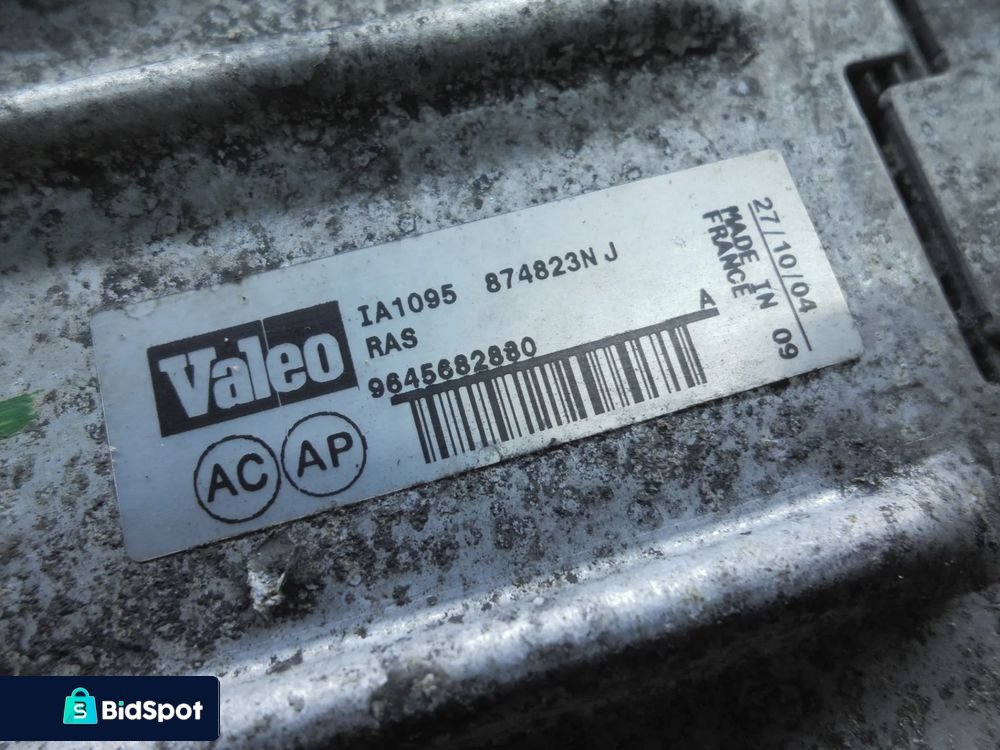 Valeo
IA1095 874823N J
RAS
9645682880
A
AC AP
27/10/04
MADE IN 09
FRANCE
BidSpot